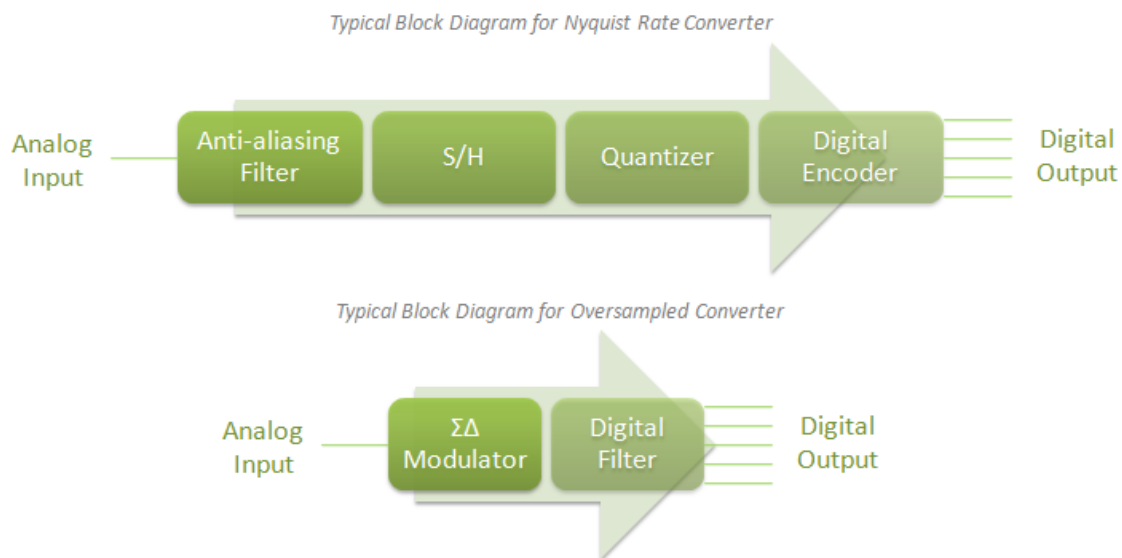 Typical Block Diagram for Nyquist Rate Converter
Analog
Input
Anti-aliasing
Filter
S/H
Quantizer
Digital
Encoder
Digital
Output
Typical Block Diagram for Oversampled Converter
Analog
Input
ΣΔ
Modulator
Digital
Filter
Digital
Output